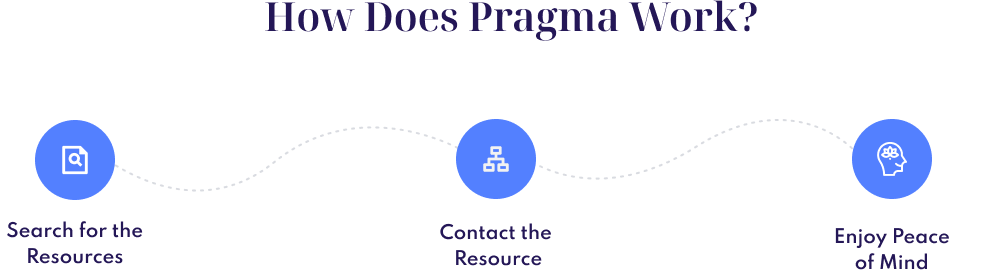 How Does Pragma Work?
Search for the
Resources
Contact the
Resource
Enjoy Peace
of Mind